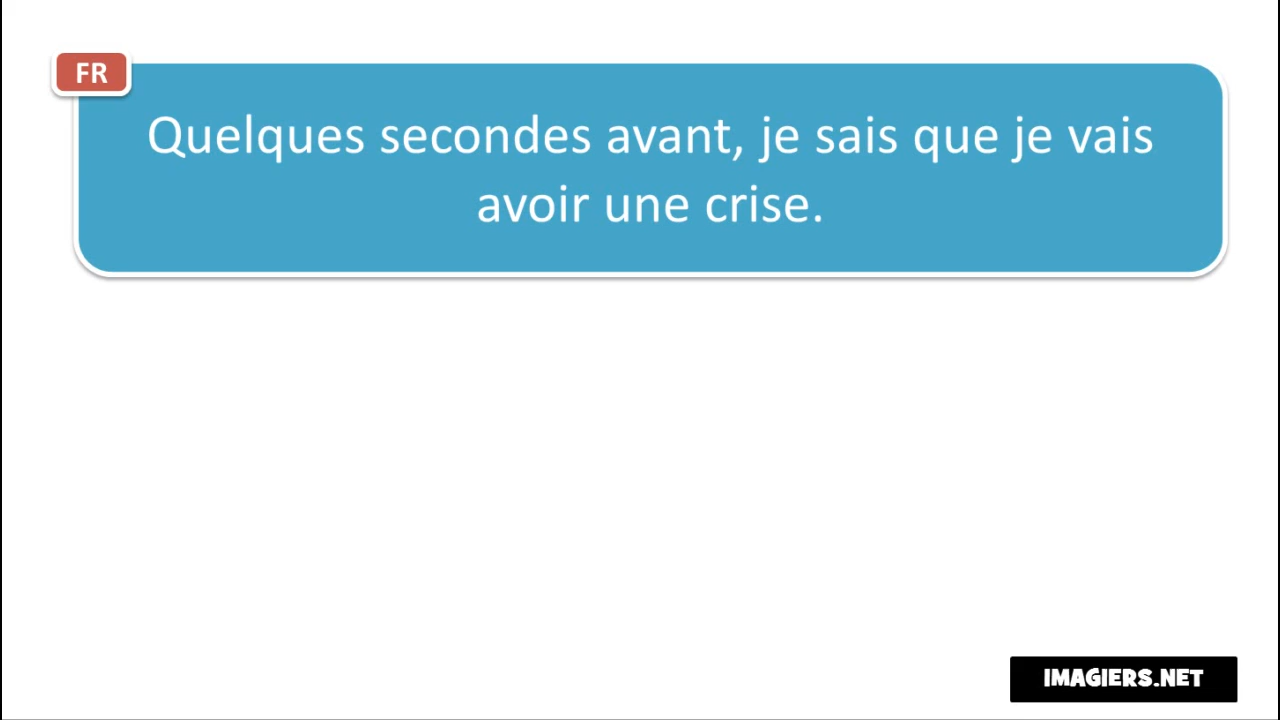 FR
Quelques secondes avant, je sais que je vais
avoir une crise.
IMAGIERS.NET